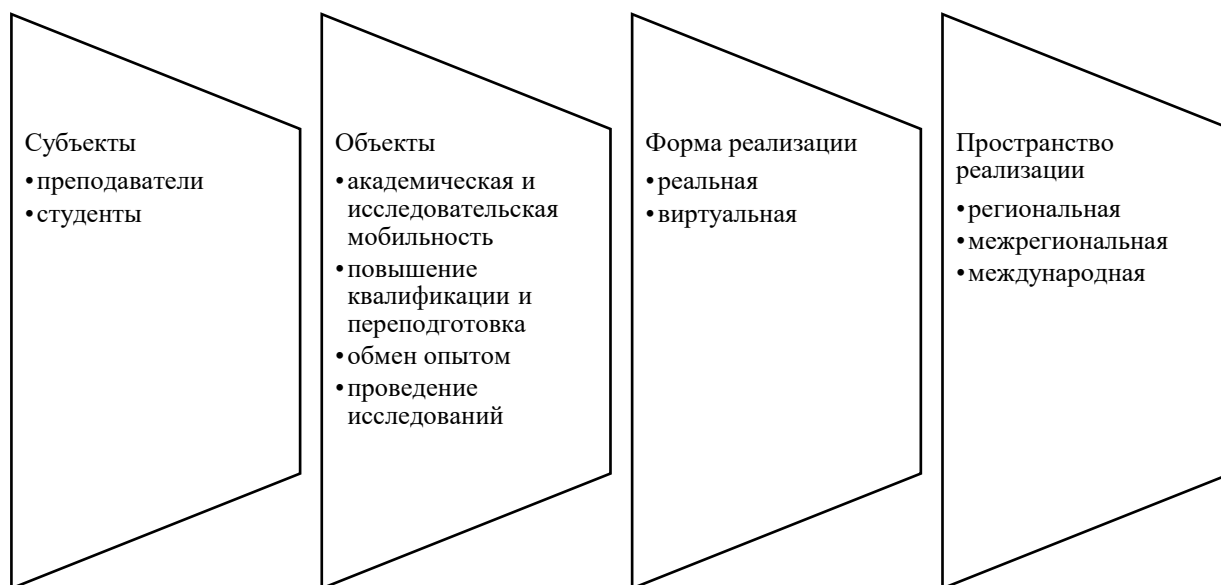 Субъекты
•преподаватели
•студенты
Объекты
•академическая и
исследовательская
мобильность
•повышение
квалификации и
переподготовка
•обмен опытом
•проведение
исследований
Форма реализации
•реальная
•виртуальная
Пространство
реализации
•региональная
•межрегиональная
•международная